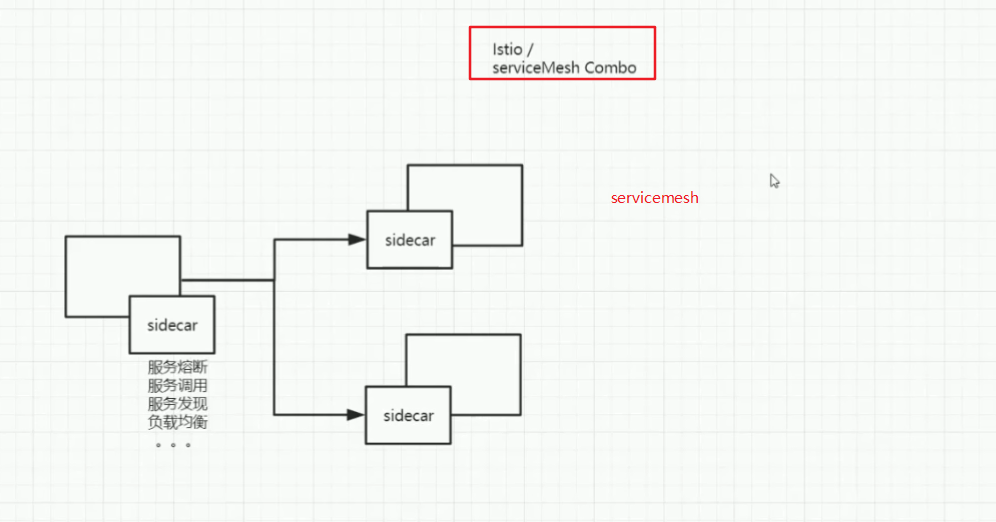 Istio /
serviceMesh Combo
servicemesh
sidecar
sidecar
服务熔断
服务调用
服务发现
负载均衡
。。。
sidecar